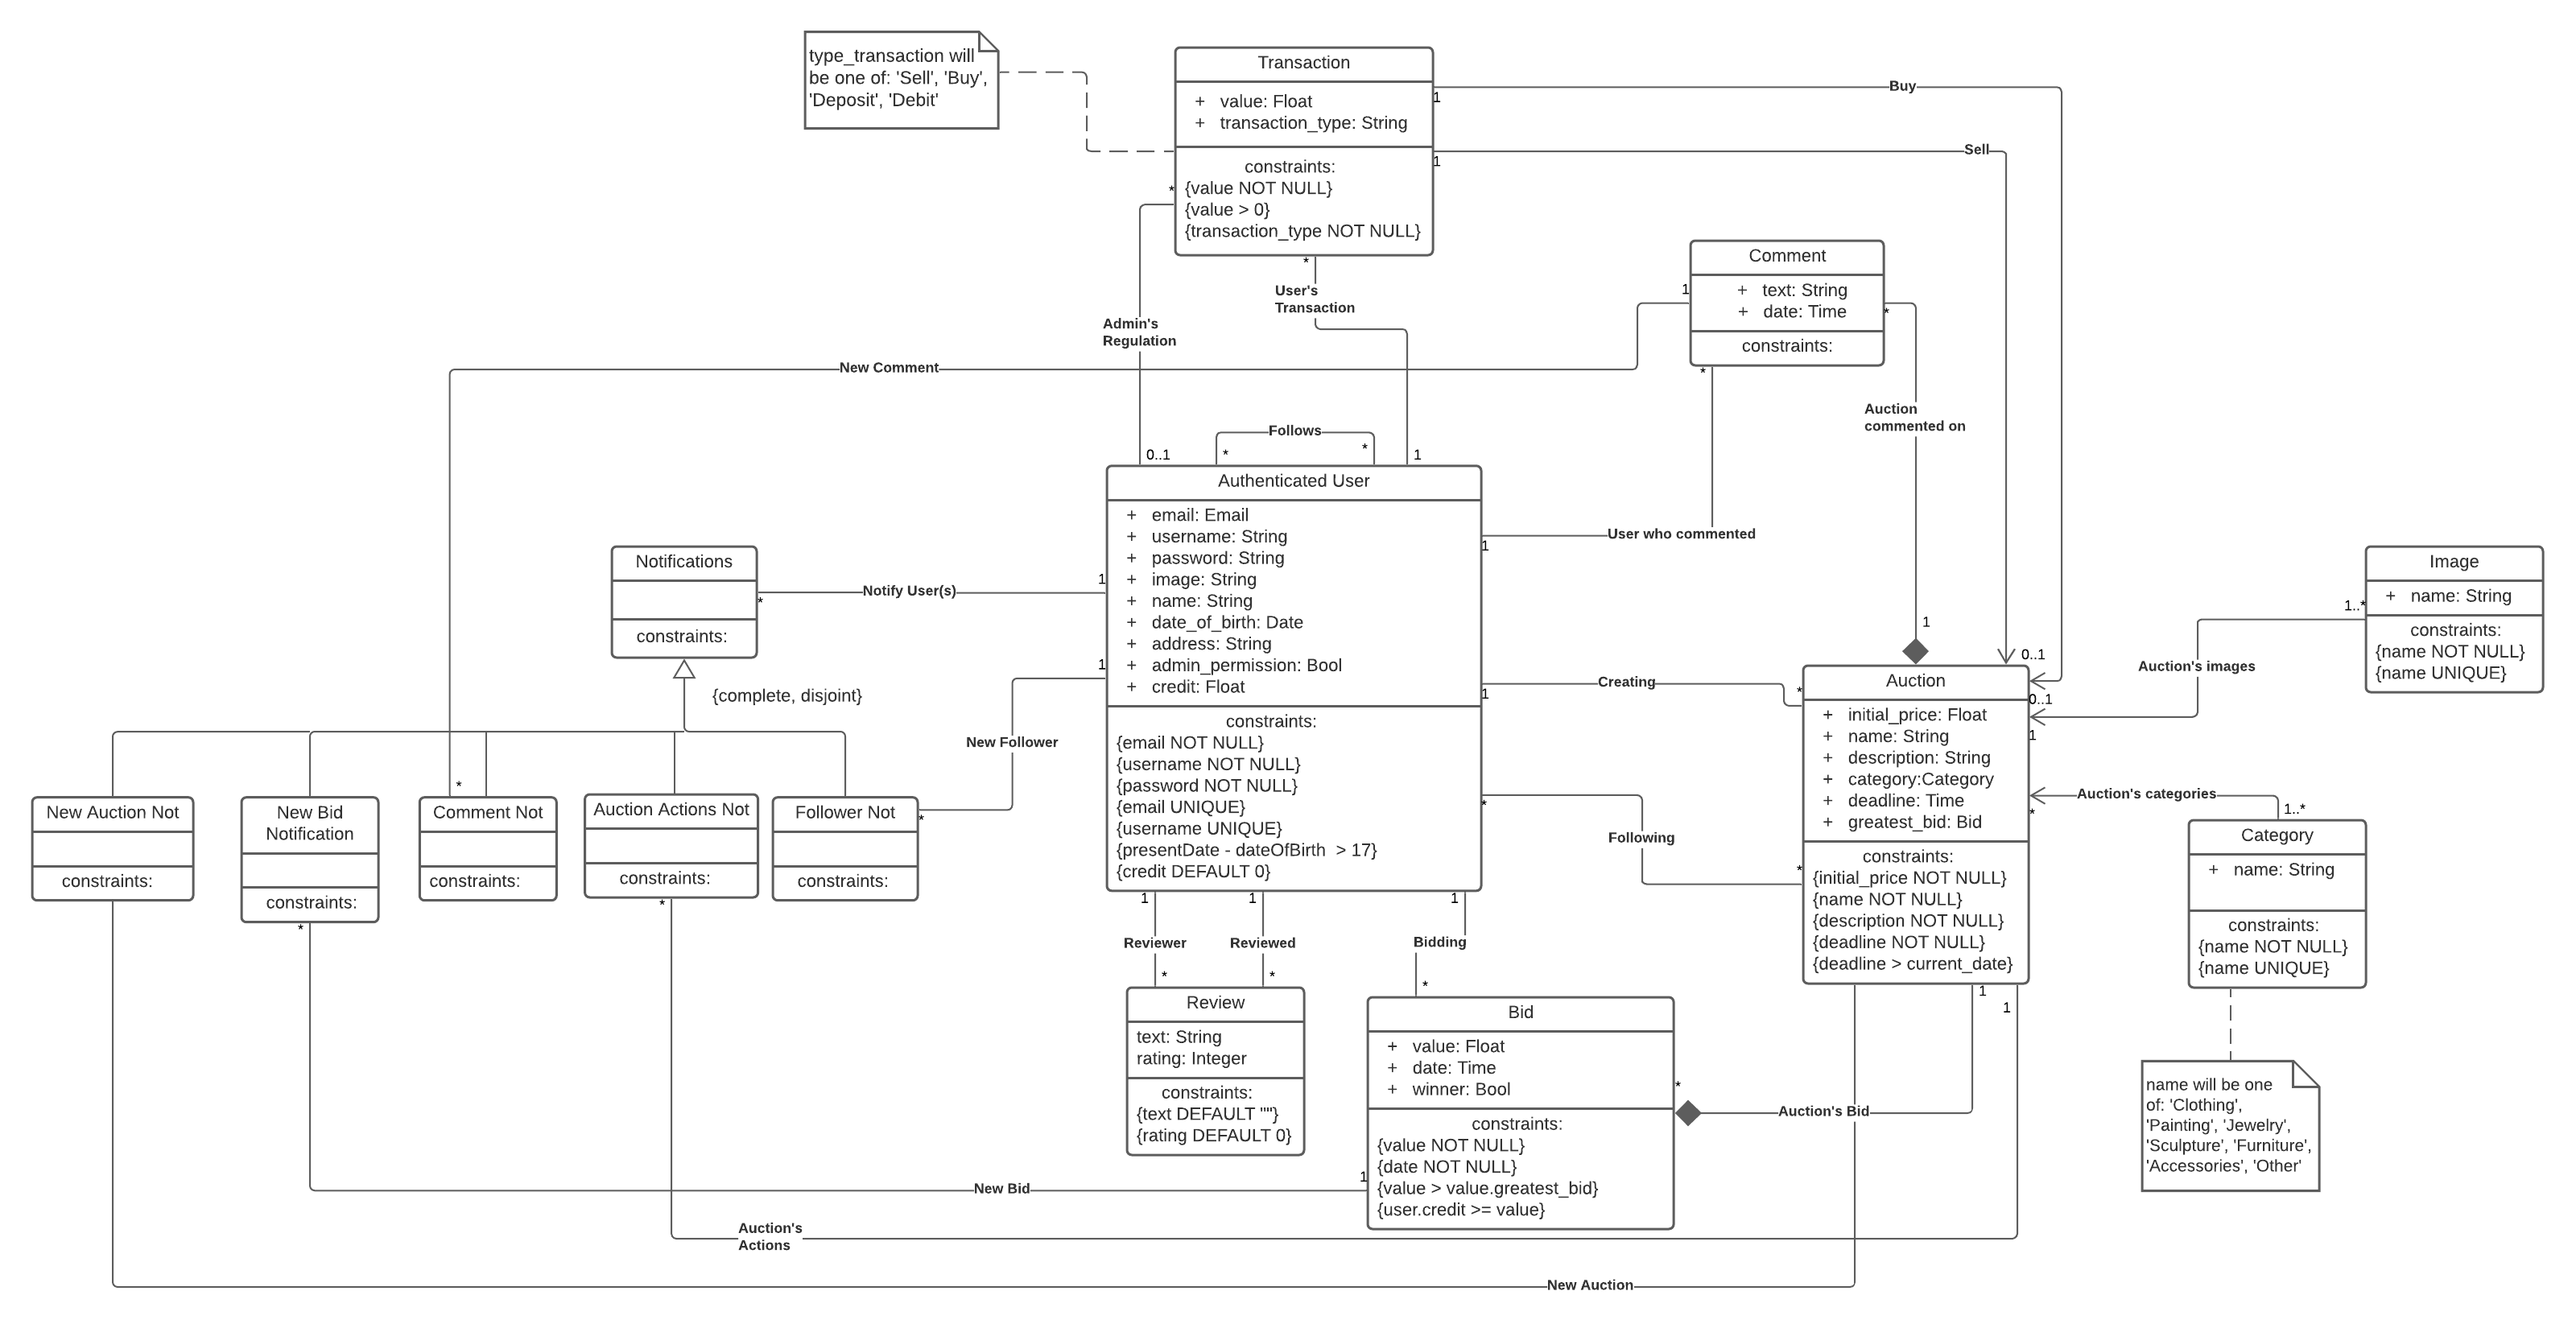 type_transaction will
be one of: 'Sell', 'Buy',
'Deposit', 'Debit'
Transaction
+ value: Float
+ transaction_type: String
constraints:
{value NOT NULL}
{value > 0}
{transaction_type NOT NULL}
1
Buy
1
Sell
*
*
User's
Transaction
Admin's
Regulation
Comment
+ text: String
+ date: Time
constraints:
1
*
*
New Comment
Auction
commented on
Follows
*
*
0..1
1
Authenticated User
+ email: Email
+ username: String
+ password: String
+ image: String
+ name: String
+ date_of_birth: Date
+ address: String
+ admin_permission: Bool
+ credit: Float
constraints:
{email NOT NULL}
{username NOT NULL}
{password NOT NULL}
{email UNIQUE}
{username UNIQUE}
{presentDate - dateOfBirth > 17}
{credit DEFAULT 0}
User who commented
1
Notifications
constraints:
*
Notify User(s)
1
{complete, disjoint}
1
New Follower
*
Creating
1
*
Following
*
*
1
0..1
0..1
1
*
Auction
+ initial_price: Float
+ name: String
+ description: String
+ category:Category
+ deadline: Time
+ greatest_bid: Bid
constraints:
{initial_price NOT NULL}
{name NOT NULL}
{description NOT NULL}
{deadline NOT NULL}
{deadline > current_date}
Image
+ name: String
constraints:
{name NOT NULL}
{name UNIQUE}
1..*
Auction's images
Auction's categories
1..*
Category
+ name: String
constraints:
{name NOT NULL}
{name UNIQUE}
name will be one
of: 'Clothing',
'Painting', 'Jewelry',
'Sculpture', 'Furniture',
'Accessories', 'Other'
New Auction Not
constraints:
New Bid
Notification
constraints:
*
*
Comment Not
constraints:
Auction Actions Not
constraints:
*
Follower Not
constraints:
1
1
1
Reviewer
Reviewed
Bidding
*
*
*
Review
text: String
rating: Integer
constraints:
{text DEFAULT ""}
{rating DEFAULT 0}
Bid
+ value: Float
+ date: Time
+ winner: Bool
constraints:
{value NOT NULL}
{date NOT NULL}
{value > value.greatest_bid}
{user.credit >= value}
*
Auction's Bid
1
1
New Bid
1
Auction's
Actions
New Auction